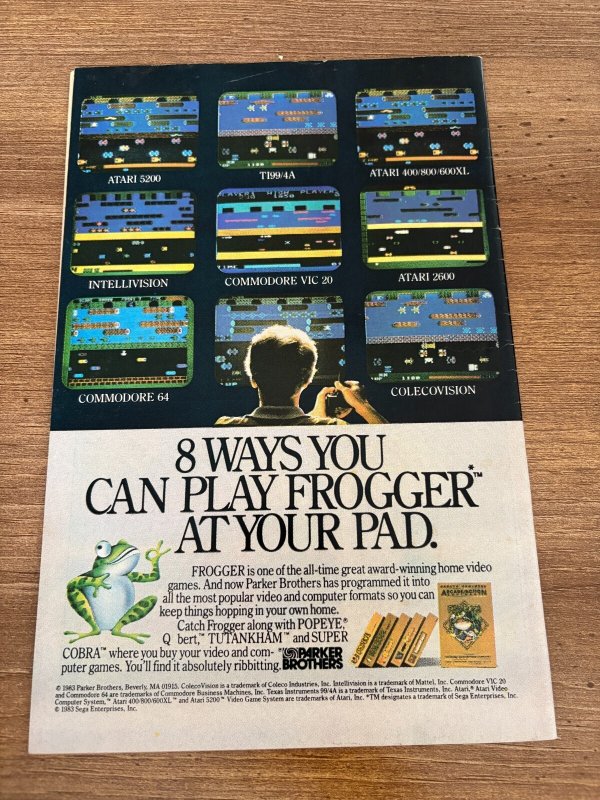 ATARI 5200
TI99/4A
ATARI 400/800/600XL
INTELLIVISION
COMMODORE VIC 20
ATARI 2600
COMMODORE 64
COLECOVISION
8 WAYS YOU
CAN PLAY FROGGER*™
AT YOUR PAD.
FROGGER is one of the all-time great award-winning home video
games. And now Parker Brothers has programmed it into
all the most popular video and computer formats so you can
keep things hopping in your own home.
Catch Frogger along with POPEYE,®
Q bert,™ TUTANKHAM™ and SUPER
COBRA™ where you buy your video and com-
puter games. You'll find it absolutely ribbitting.
PARKER
BROTHERS
© 1983 Parker Brothers, Beverly, MA 01915. ColecoVision is a trademark of Coleco Industries, Inc. Intellivision is a trademark of Mattel, Inc. Commodore VIC 20
and Commodore 64 are trademarks of Commodore Business Machines, Inc. Texas Instruments 99/4A is a trademark of Texas Instruments, Inc. Atari,® Atari Video
Computer System,™ Atari 400/800/600XL™ and Atari 5200™ Video Game System are trademarks of Atari, Inc. *TM designates a trademark of Sega Enterprises, Inc.
© 1983 Sega Enterprises, Inc.